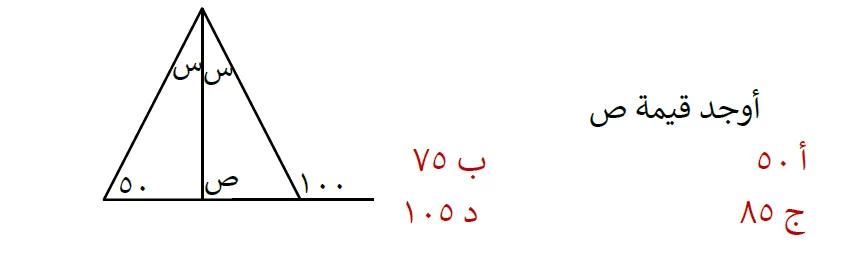 أوجد قيمة ص
أ ٥٠
ب ٧٥
ج ٨٥
د ١٠٥
س س
٥٠
ص
١٠٠